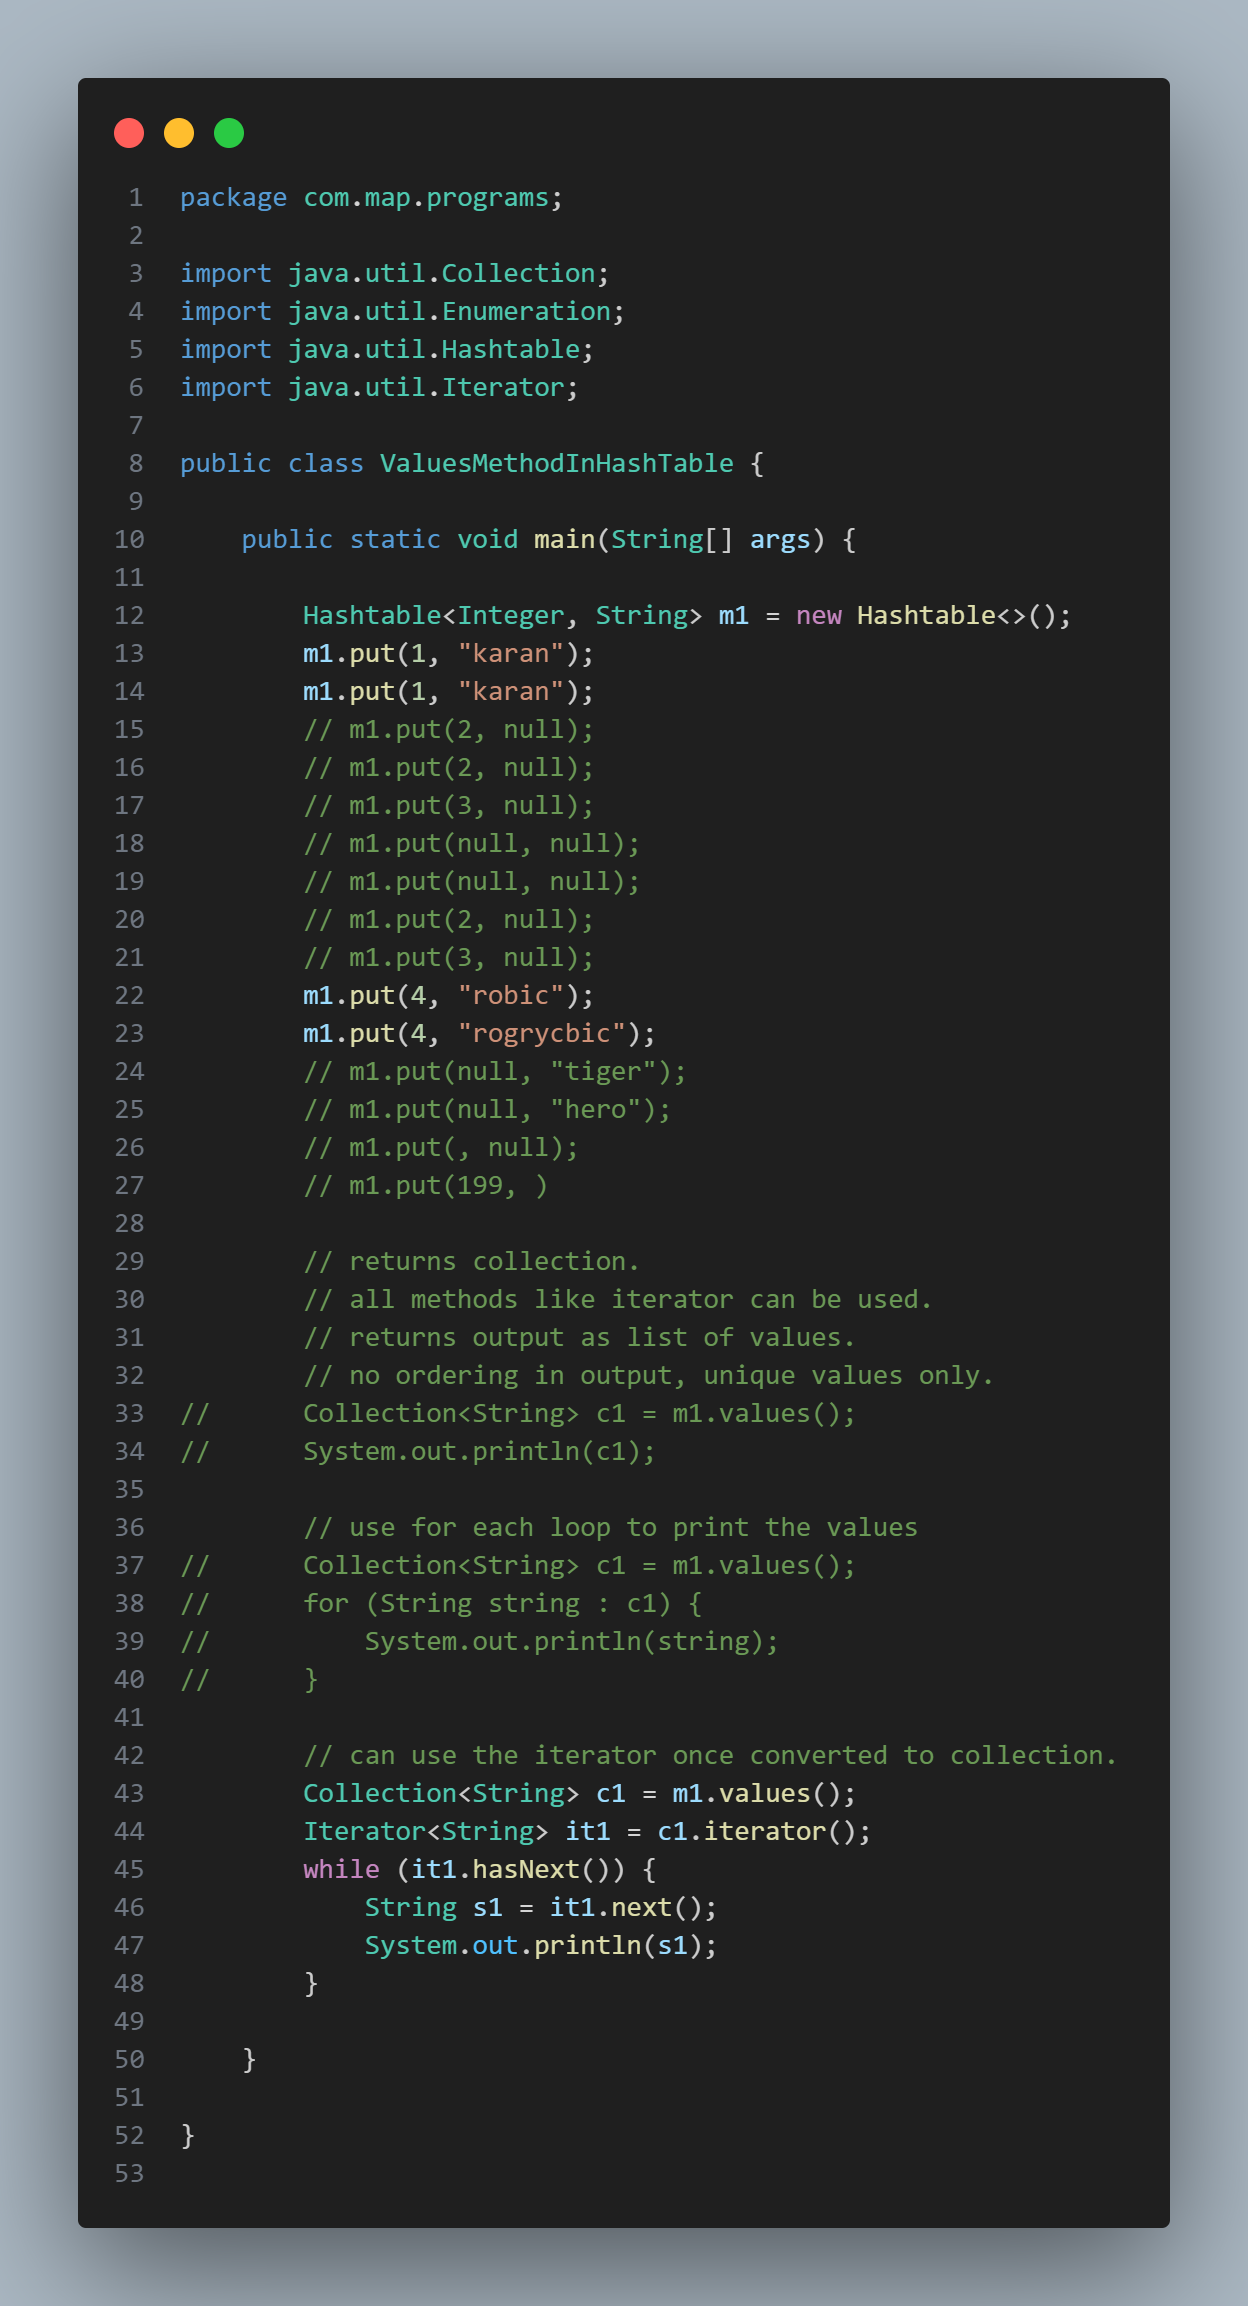 1 package com.map.programs;
2
3 import java.util.Collection;
4 import java.util.Enumeration;
5 import java.util.Hashtable;
6 import java.util.Iterator;
7
8 public class ValuesMethodInHashTable {
9
10     public static void main(String[] args) {
11
12         Hashtable<Integer, String> m1 = new Hashtable<>();
13         m1.put(1, "karan");
14         m1.put(1, "karan");
15         // m1.put(2, null);
16         // m1.put(2, null);
17         // m1.put(3, null);
18         // m1.put(null, null);
19         // m1.put(null, null);
20         // m1.put(2, null);
21         // m1.put(3, null);
22         m1.put(4, "robic");
23         m1.put(4, "rogrycbic");
24         // m1.put(null, "tiger");
25         // m1.put(null, "hero");
26         // m1.put(, null);
27         // m1.put(199, )
28
29         // returns collection.
30         // all methods like iterator can be used.
31         // returns output as list of values.
32         // no ordering in output, unique values only.
33 //      Collection<String> c1 = m1.values();
34 //      System.out.println(c1);
35
36         // use for each loop to print the values
37 //      Collection<String> c1 = m1.values();
38 //      for (String string : c1) {
39 //          System.out.println(string);
40 //      }
41
42         // can use the iterator once converted to collection.
43         Collection<String> c1 = m1.values();
44         Iterator<String> it1 = c1.iterator();
45         while (it1.hasNext()) {
46             String s1 = it1.next();
47             System.out.println(s1);
48         }
49
50     }
51
52 }
53